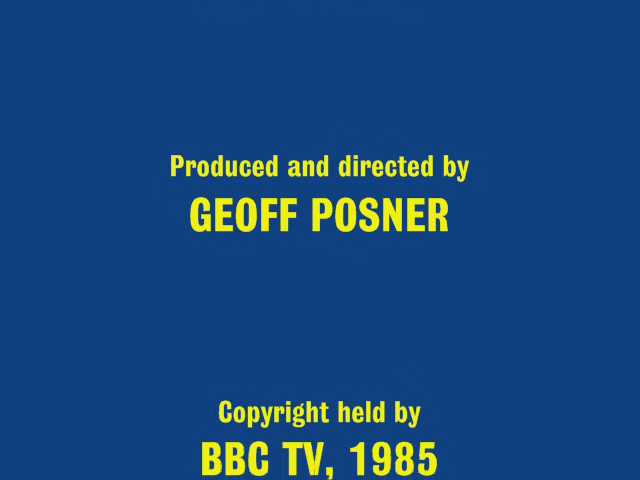 Produced and directed by
GEOFF POSNER
Copyright held by
BBC TV, 1985